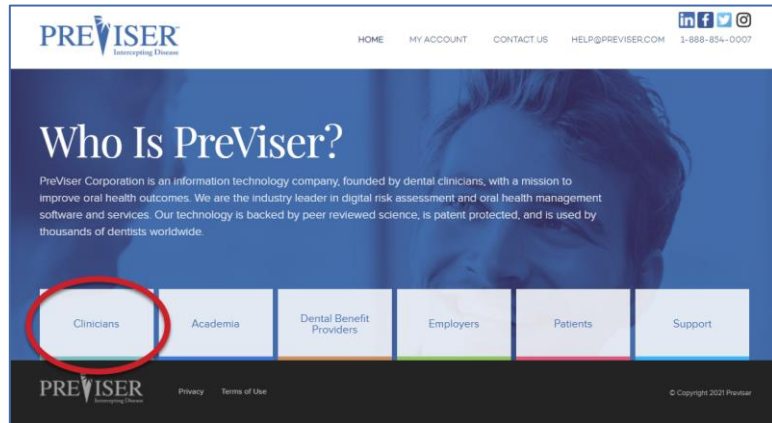 PREVISER
Intercepting Disease
HOME MY ACCOUNT CONTACT US HELP@PREVISER.COM 1-888-854-0007
Who Is PreViser?
PreViser Corporation is an information technology company, founded by dental clinicians, with a mission to
improve oral health outcomes. We are the industry leader in digital risk assessment and oral health management
software and services. Our technology is backed by peer reviewed science, is patent protected, and is used by
thousands of dentists worldwide.
Clinicians
Academia
Dental Benefit
Providers
Employers
Patients
Support
PREVISER
Intercepting Disease
Privacy Terms of Use
© Copyright 2021 Previser